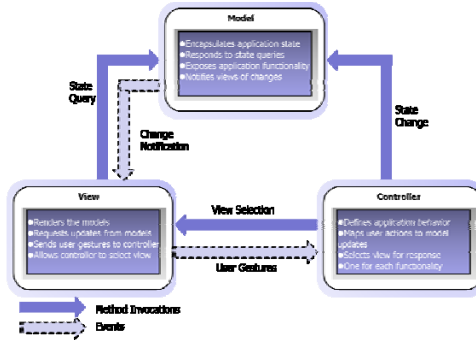 Model
●Encapsulates application state
●Responds to state queries
●Exposes application functionality
●Notifies views of changes
State
Query
Change
Notification
State
Change
View
●Renders the models
●Requests updates from models
●Sends user gestures to controller
●Allows controller to select view
View Selection
User Gestures
Controller
●Defines application behavior
●Maps user actions to model
updates
●Selects view for response
●One for each functionality
Method Invocations
Events